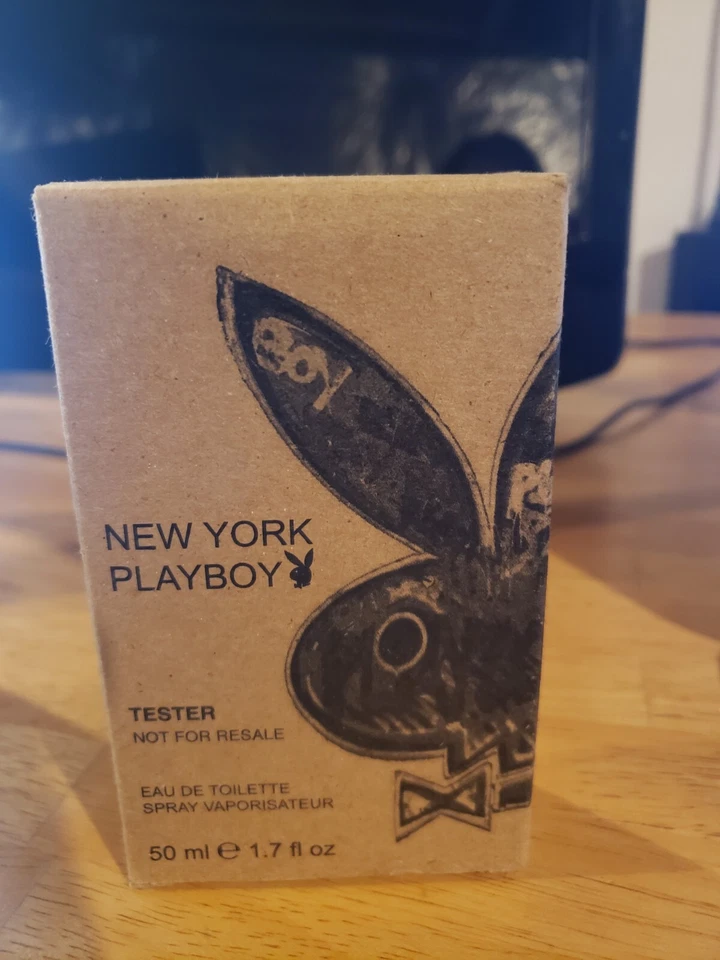 NEW YORK
PLAYBOY
TESTER
NOT FOR RESALE
EAU DE TOILETTE
SPRAY VAPORISATEUR
50 ml ℮ 1.7 fl oz